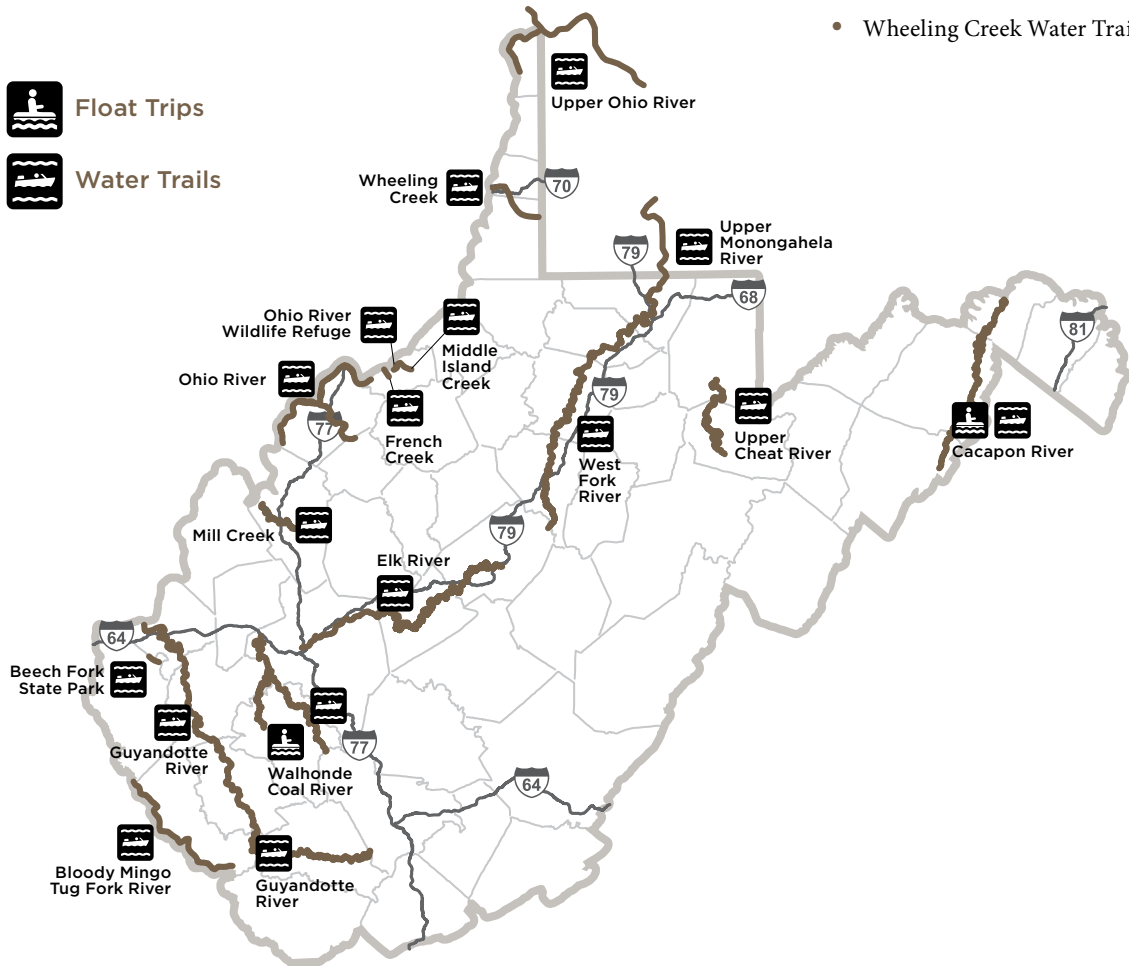 • Wheeling Creek Water Trai
Float Trips
Water Trails
Upper Ohio River
Wheeling
Creek
70
79
Upper
Monongahela
River
68
81
Ohio River
Wildlife Refuge
Middle
Island
Creek
Ohio River
77
French
Creek
79
West
Fork
River
Upper
Cheat River
Cacapon River
Mill Creek
79
Elk River
64
Beech Fork
State Park
Guyandotte
River
Walhonde
Coal River
77
64
Bloody Mingo
Tug Fork River
Guyandotte
River